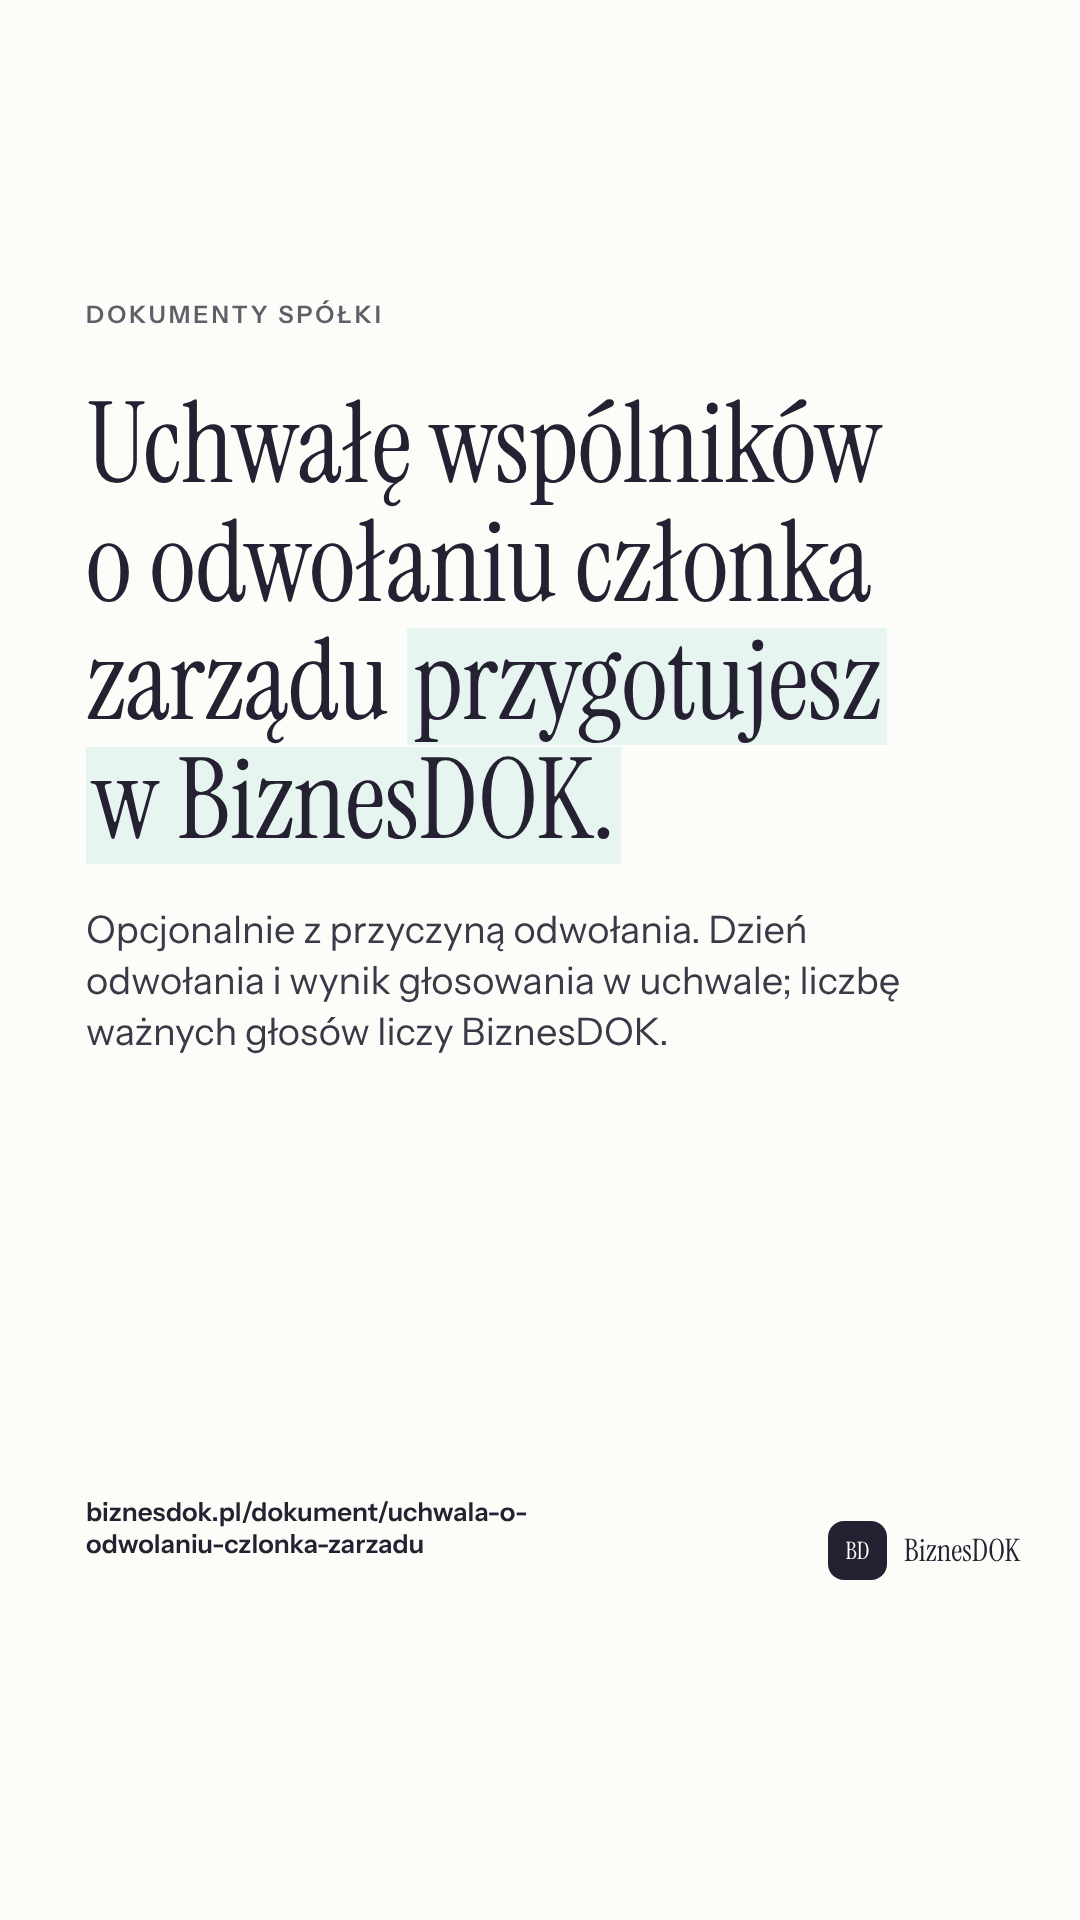 DOKUMENTY SPÓŁKI
Uchwałę wspólników
o odwołaniu członka
zarządu przygotujesz
w BiznesDOK.
Opcjonalnie z przyczyną odwołania. Dzień
odwołania i wynik głosowania w uchwale; liczbę
ważnych głosów liczy BiznesDOK.
biznesdok.pl/dokument/uchwala-o-
odwolaniu-czlonka-zarzadu
BD BiznesDOK